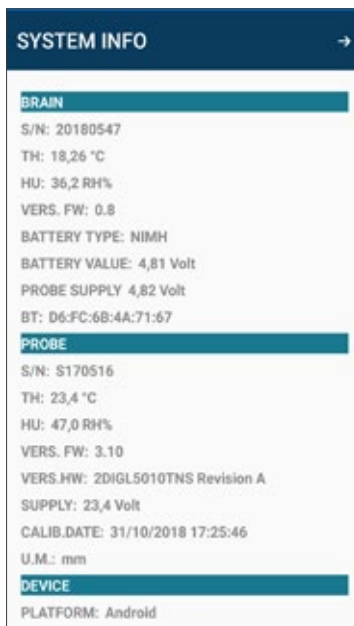 SYSTEM INFO →
BRAIN
S/N: 20180547
TH: 18,26 °C
HU: 36,2 RH%
VERS. FW: 0.8
BATTERY TYPE: NIMH
BATTERY VALUE: 4,81 Volt
PROBE SUPPLY 4,82 Volt
BT: D6:FC:6B:4A:71:67
PROBE
S/N: S170516
TH: 23,4 °C
HU: 47,0 RH%
VERS. FW: 3.10
VERS.HW: 2DIGL5010TNS Revision A
SUPPLY: 23,4 Volt
CALIB.DATE: 31/10/2018 17:25:46
U.M.: mm
DEVICE
PLATFORM: Android